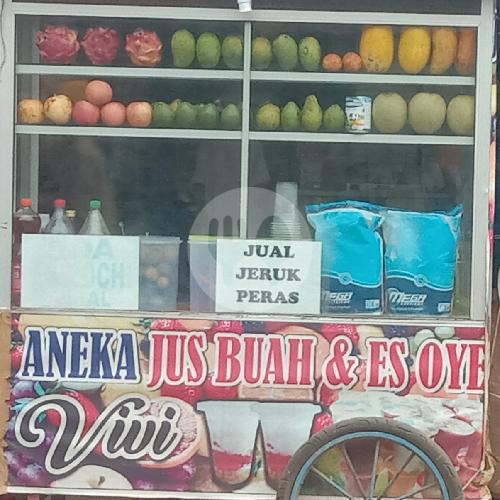 JUAL
JERUK
PERAS
MEGA
MEGA
ANEKA JUS BUAH & ES OYE
Vivi